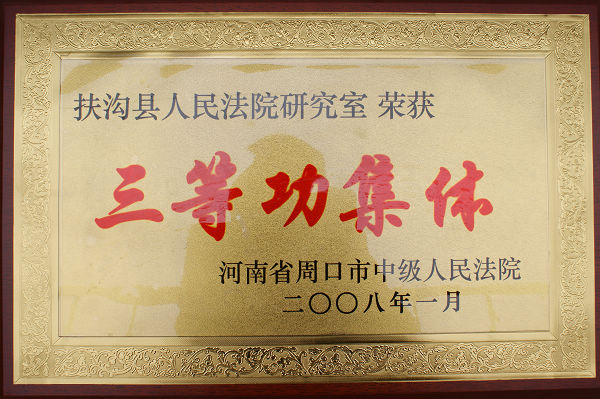 扶沟县人民法院研究室 荣获
三等功集体
河南省周口市中级人民法院
二〇〇八年一月